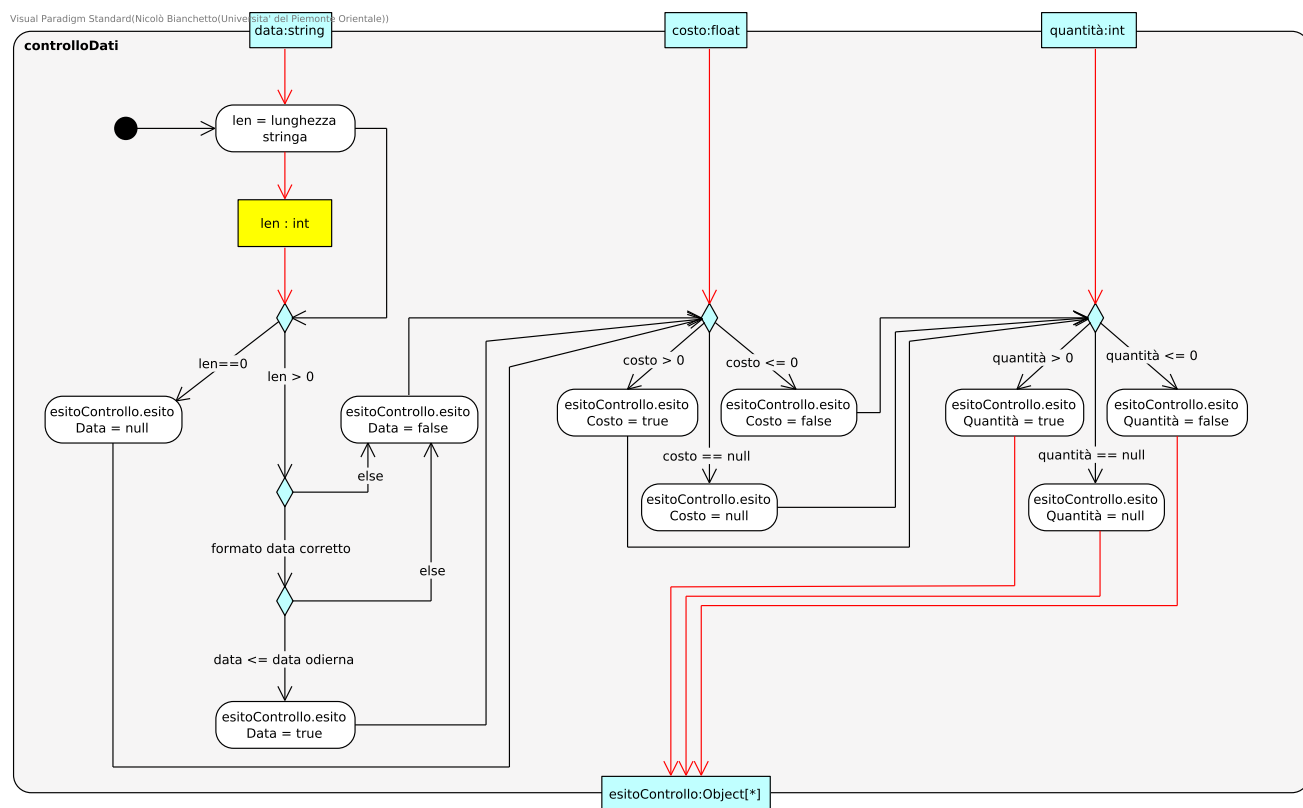 Visual Paradigm Standard(Nicolò Bianchetto(Universita' del Piemonte Orientale))
data:string
costo:float
quantità:int
controlloDati
len = lunghezza
stringa
len : int
len==0
len > 0
costo > 0
costo <= 0
quantità > 0
quantità <= 0
esitoControllo.esito
Data = null
esitoControllo.esito
Data = false
esitoControllo.esito
Costo = true
esitoControllo.esito
Costo = false
esitoControllo.esito
Quantità = true
esitoControllo.esito
Quantità = false
costo == null
quantità == null
else
esitoControllo.esito
Costo = null
esitoControllo.esito
Quantità = null
formato data corretto
else
data <= data odierna
esitoControllo.esito
Data = true
esitoControllo:Object[*]